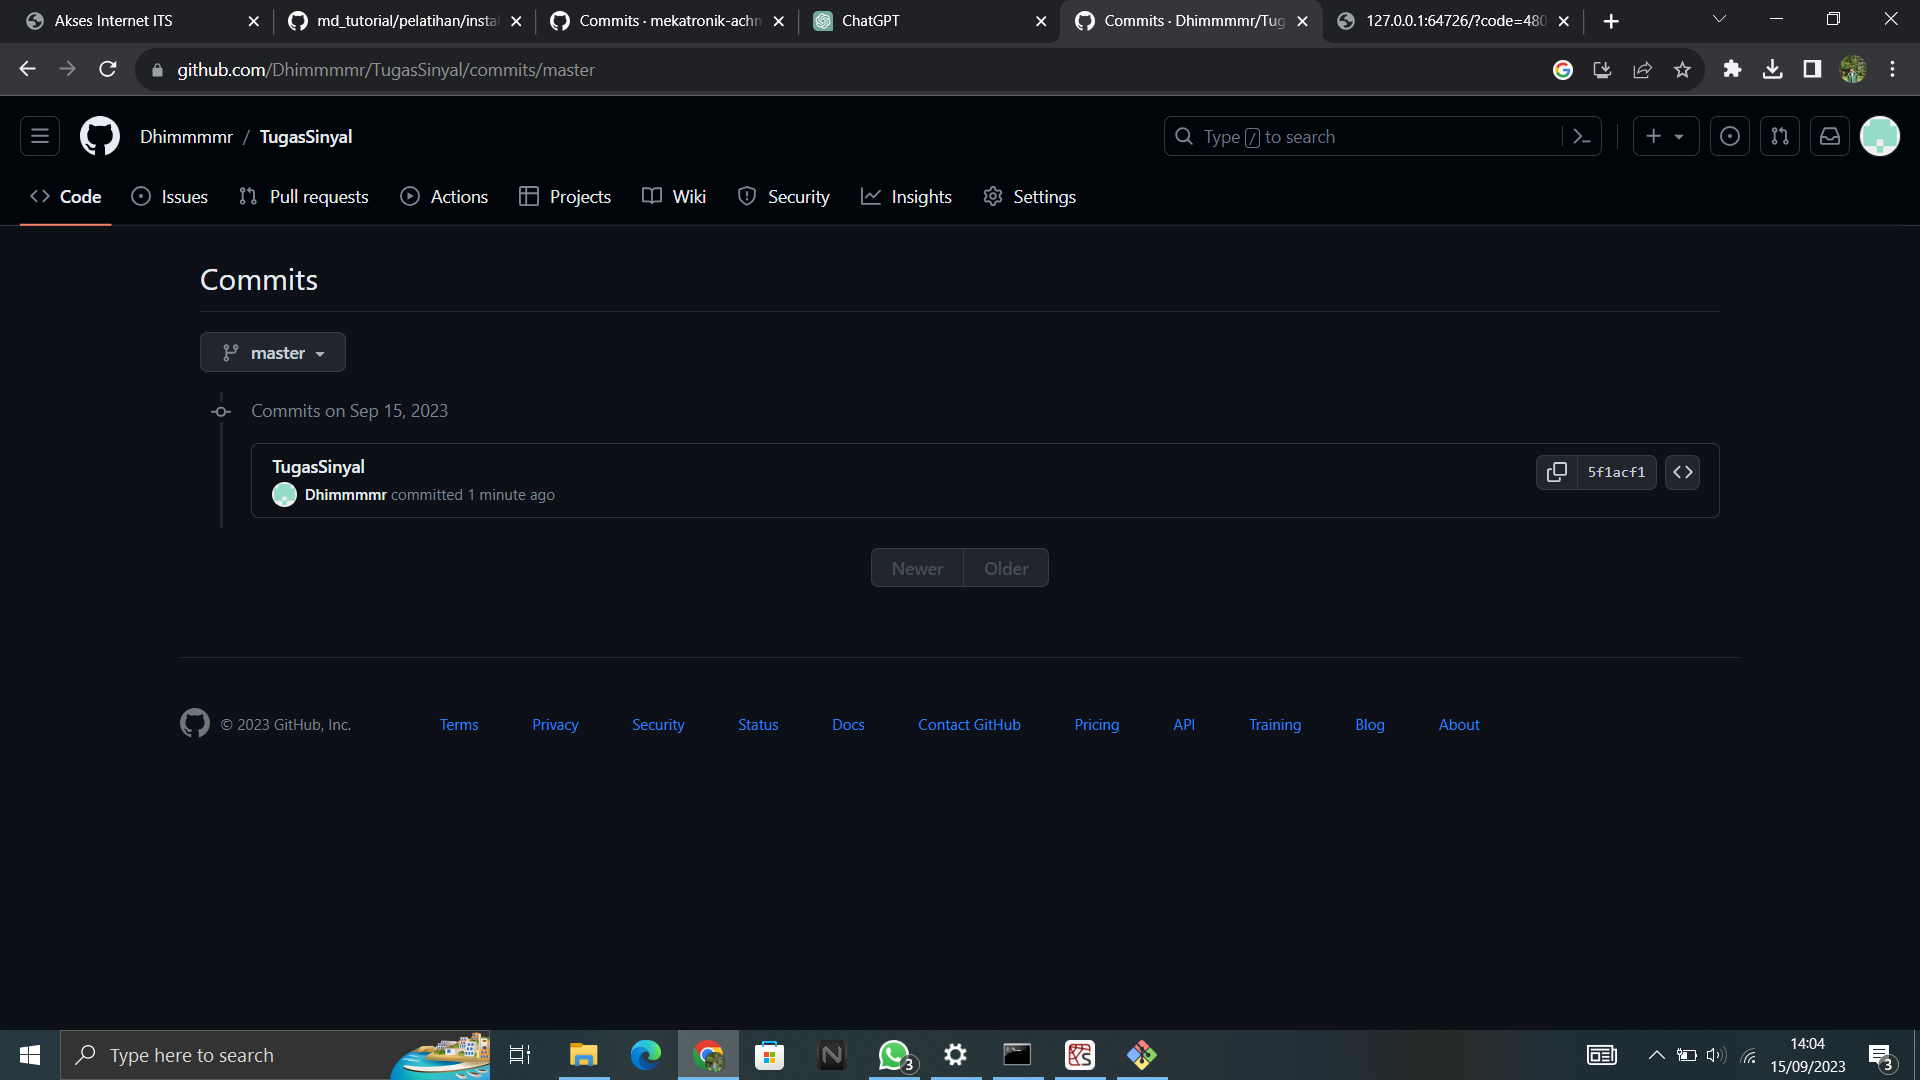 Akses Internet ITS
md_tutorial/pelatihan/insta
Commits · mekatronik-achm
ChatGPT
Commits · Dhimmmmr/Tug
127.0.0.1:64726/?code=480
github.com/Dhimmmmr/TugasSinyal/commits/master
Dhimmmmr / TugasSinyal
Type / to search
Code
Issues
Pull requests
Actions
Projects
Wiki
Security
Insights
Settings
Commits
master
Commits on Sep 15, 2023
TugasSinyal
Dhimmmmr committed 1 minute ago
5f1acf1
Newer
Older
© 2023 GitHub, Inc.
Terms
Privacy
Security
Status
Docs
Contact GitHub
Pricing
API
Training
Blog
About
Type here to search
3
14:04
15/09/2023
3